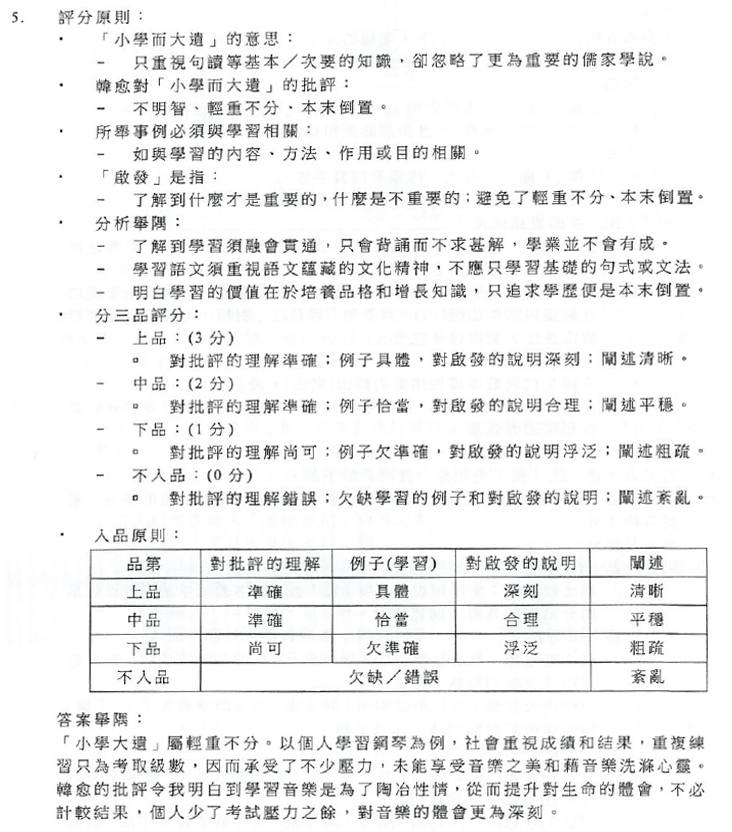 5. 評分原則：
· 「小學而大遺」的意思：
- 只重視句讀等基本／次要的知識，卻忽略了更為重要的儒家學說。
· 韓愈對「小學而大遺」的批評：
- 不明智、輕重不分、本末倒置。
· 所舉事例必須與學習相關：
- 如與學習的內容、方法、作用或目的相關。
· 「啟發」是指：
- 了解到什麼才是重要的，什麼是不重要的；避免了輕重不分、本末倒置。
· 分析舉隅：
- 了解到學習須融會貫通，只會背誦而不求甚解，學業並不會有成。
- 學習語文須重視語文蘊藏的文化精神，不應只學習基礎的句式或文法。
- 明白學習的價值在於培養品格和增長知識，只追求學歷便是本末倒置。
· 分三品評分：
- 上品：(3 分)
▫ 對批評的理解準確；例子具體，對啟發的說明深刻；闡述清晰。
- 中品：(2 分)
▫ 對批評的理解準確；例子恰當，對啟發的說明合理；闡述平穩。
- 下品：(1 分)
▫ 對批評的理解尚可；例子欠準確，對啟發的說明浮泛；闡述粗疏。
- 不入品：(0 分)
▫ 對批評的理解錯誤；欠缺學習的例子和對啟發的說明；闡述紊亂。
· 入品原則：
品第 對批評的理解 例子(學習) 對啟發的說明 闡述
上品 準確 具體 深刻 清晰
中品 準確 恰當 合理 平穩
下品 尚可 欠準確 浮泛 粗疏
不入品 欠缺／錯誤 紊亂
答案舉隅：
「小學大遺」屬輕重不分。以個人學習鋼琴為例，社會重視成績和結果，重複練
習只為考取級數，因而承受了不少壓力，未能享受音樂之美和藉音樂洗滌心靈。
韓愈的批評令我明白到學習音樂是為了陶冶性情，從而提升對生命的體會，不必
計較結果，個人少了考試壓力之餘，對音樂的體會更為深刻。